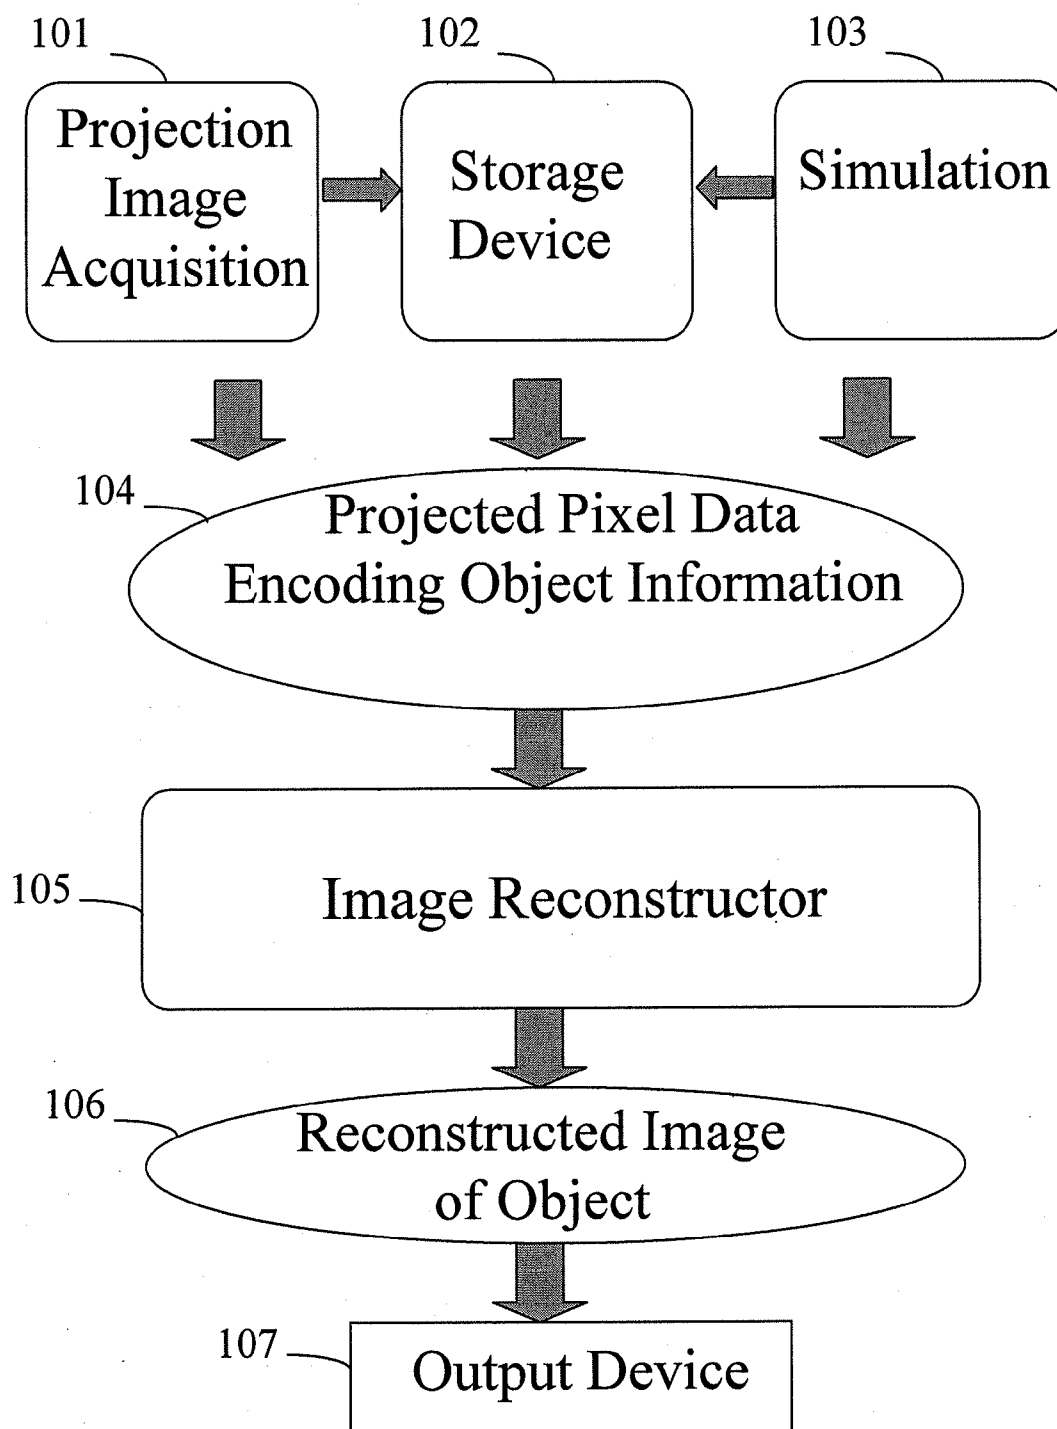 101
102
103
Projection
Image
Acquisition
Storage
Device
Simulation
104
Projected Pixel Data
Encoding Object Information
105
Image Reconstructor
106
Reconstructed Image
of Object
107
Output Device